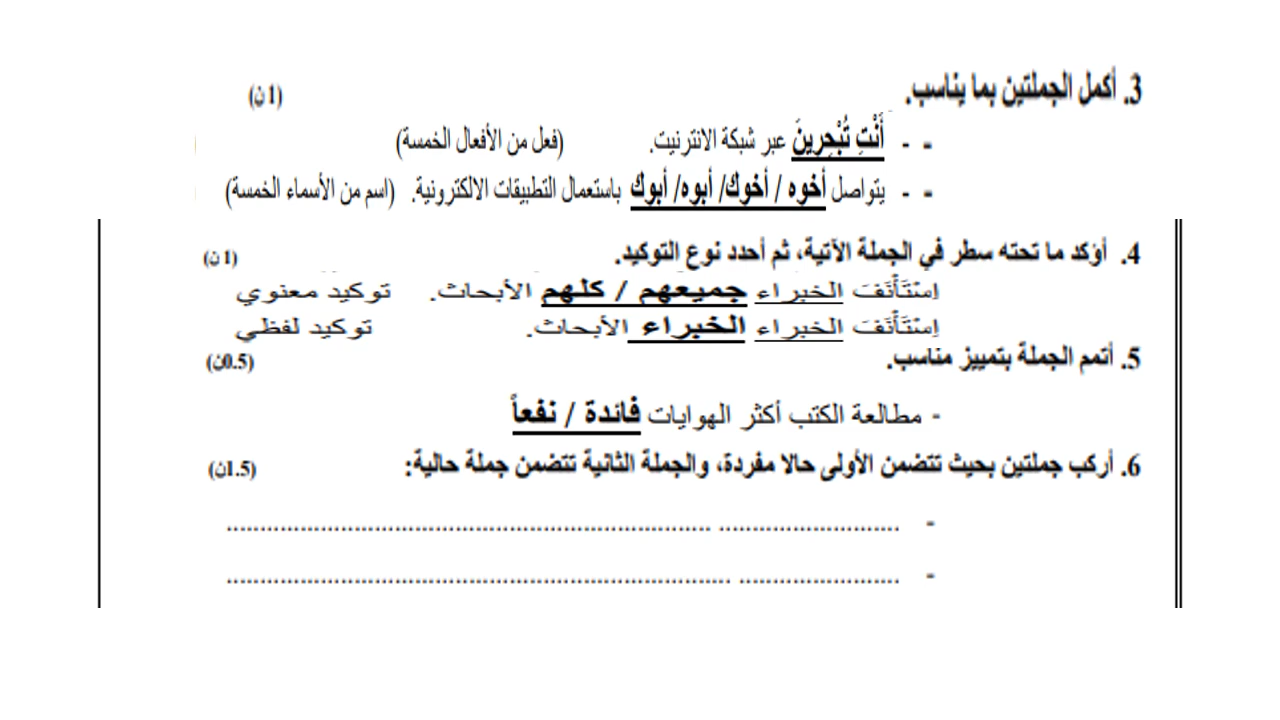 3. أكمل الجملتين بما يناسب. (1 ن)
- - أَنْتِ تُبْحِرِينَ عبر شبكة الانترنيت. (فعل من الأفعال الخمسة)
- - يتواصل أخوه / أخوك/ أبوه/ أبوك باستعمال التطبيقات الالكترونية. (اسم من الأسماء الخمسة)
4. أؤكد ما تحته سطر في الجملة الآتية، ثم أحدد نوع التوكيد. (1 ن)
اِسْتَأْنَفَ الخبراء جميعهم / كلهم الأبحاث. توكيد معنوي
اِسْتَأْنَفَ الخبراء الخبراء الأبحاث. توكيد لفظي
5. أتمم الجملة بتمييز مناسب. (0.5ن)
- مطالعة الكتب أكثر الهوايات فائدة / نفعاً
6. أركب جملتين بحيث تتضمن الأولى حالا مفردة، والجملة الثانية تتضمن جملة حالية: (1.5ن)
- ...........................................................................................
- ...........................................................................................